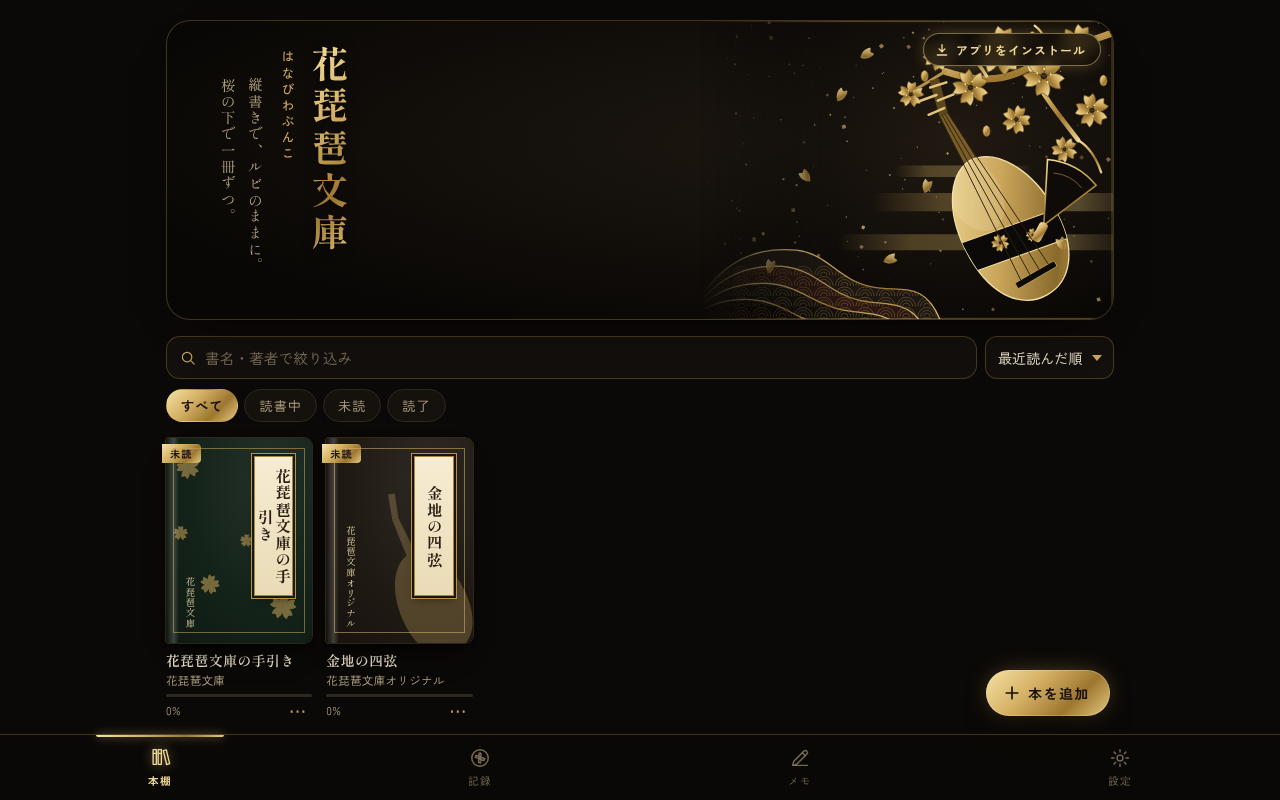 花琵琶文庫
はなびわぶんこ
縦書きで、ルビのままに。
桜の下で一冊ずつ。
アプリをインストール
書名・著者で絞り込み
最近読んだ順
すべて
読書中
未読
読了
未読
花琵琶文庫の手
引き
花琵琶文庫
花琵琶文庫の手引き
花琵琶文庫
0%
未読
金地の四弦
花琵琶文庫オリジナル
金地の四弦
花琵琶文庫オリジナル
0%
本を追加
本棚
記録
メモ
設定